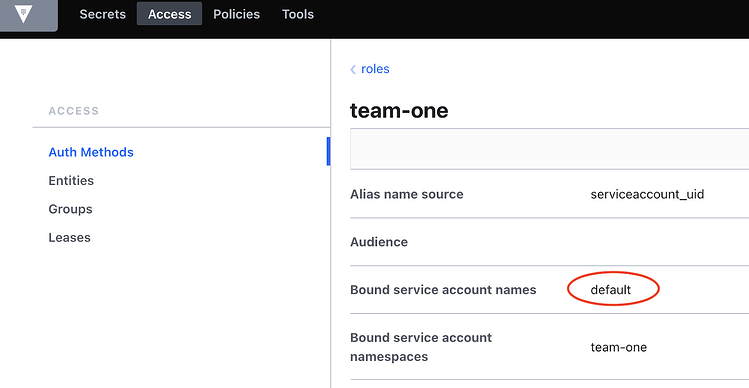 Secrets Access Policies Tools
roles
ACCESS
team-one
Auth Methods
Entities
Groups
Leases
Alias name source serviceaccount_uid
Audience
Bound service account names default
Bound service account
namespaces team-one